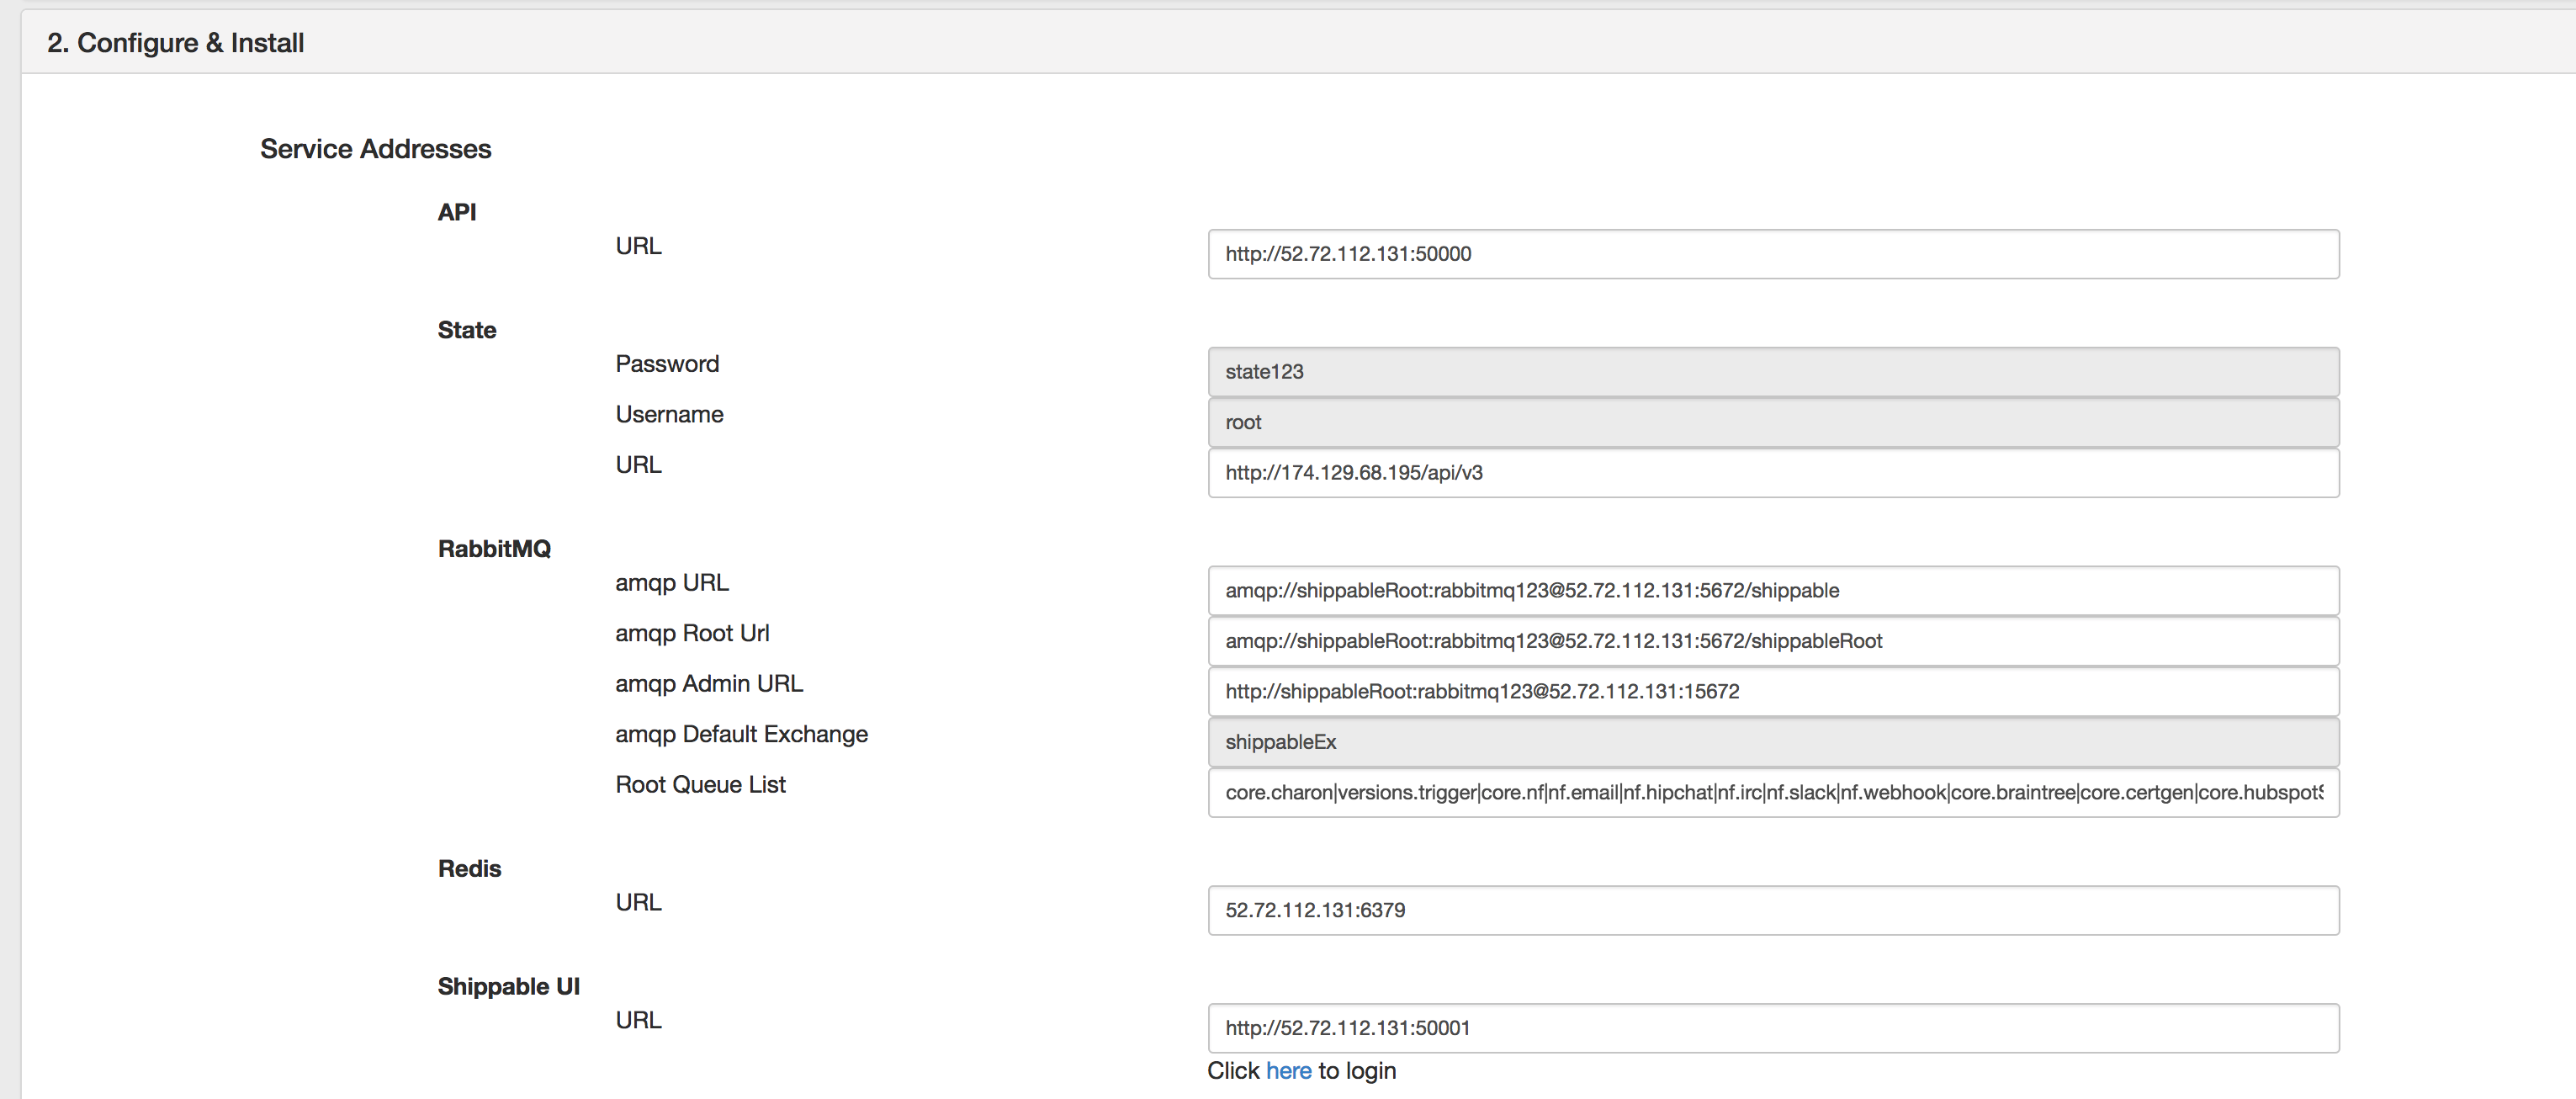 2. Configure & Install
Service Addresses
API
URL
http://52.72.112.131:50000
State
Password
state123
Username
root
URL
http://174.129.68.195/api/v3
RabbitMQ
amqp URL
amqp://shippableRoot:rabbitmq123@52.72.112.131:5672/shippable
amqp Root Url
amqp://shippableRoot:rabbitmq123@52.72.112.131:5672/shippableRoot
amqp Admin URL
http://shippableRoot:rabbitmq123@52.72.112.131:15672
amqp Default Exchange
shippableEx
Root Queue List
core.charon|versions.trigger|core.nf|nf.email|nf.hipchat|nf.irc|nf.slack|nf.webhook|core.braintree|core.certgen|core.hubspotS
Redis
URL
52.72.112.131:6379
Shippable UI
URL
http://52.72.112.131:50001
Click here to login